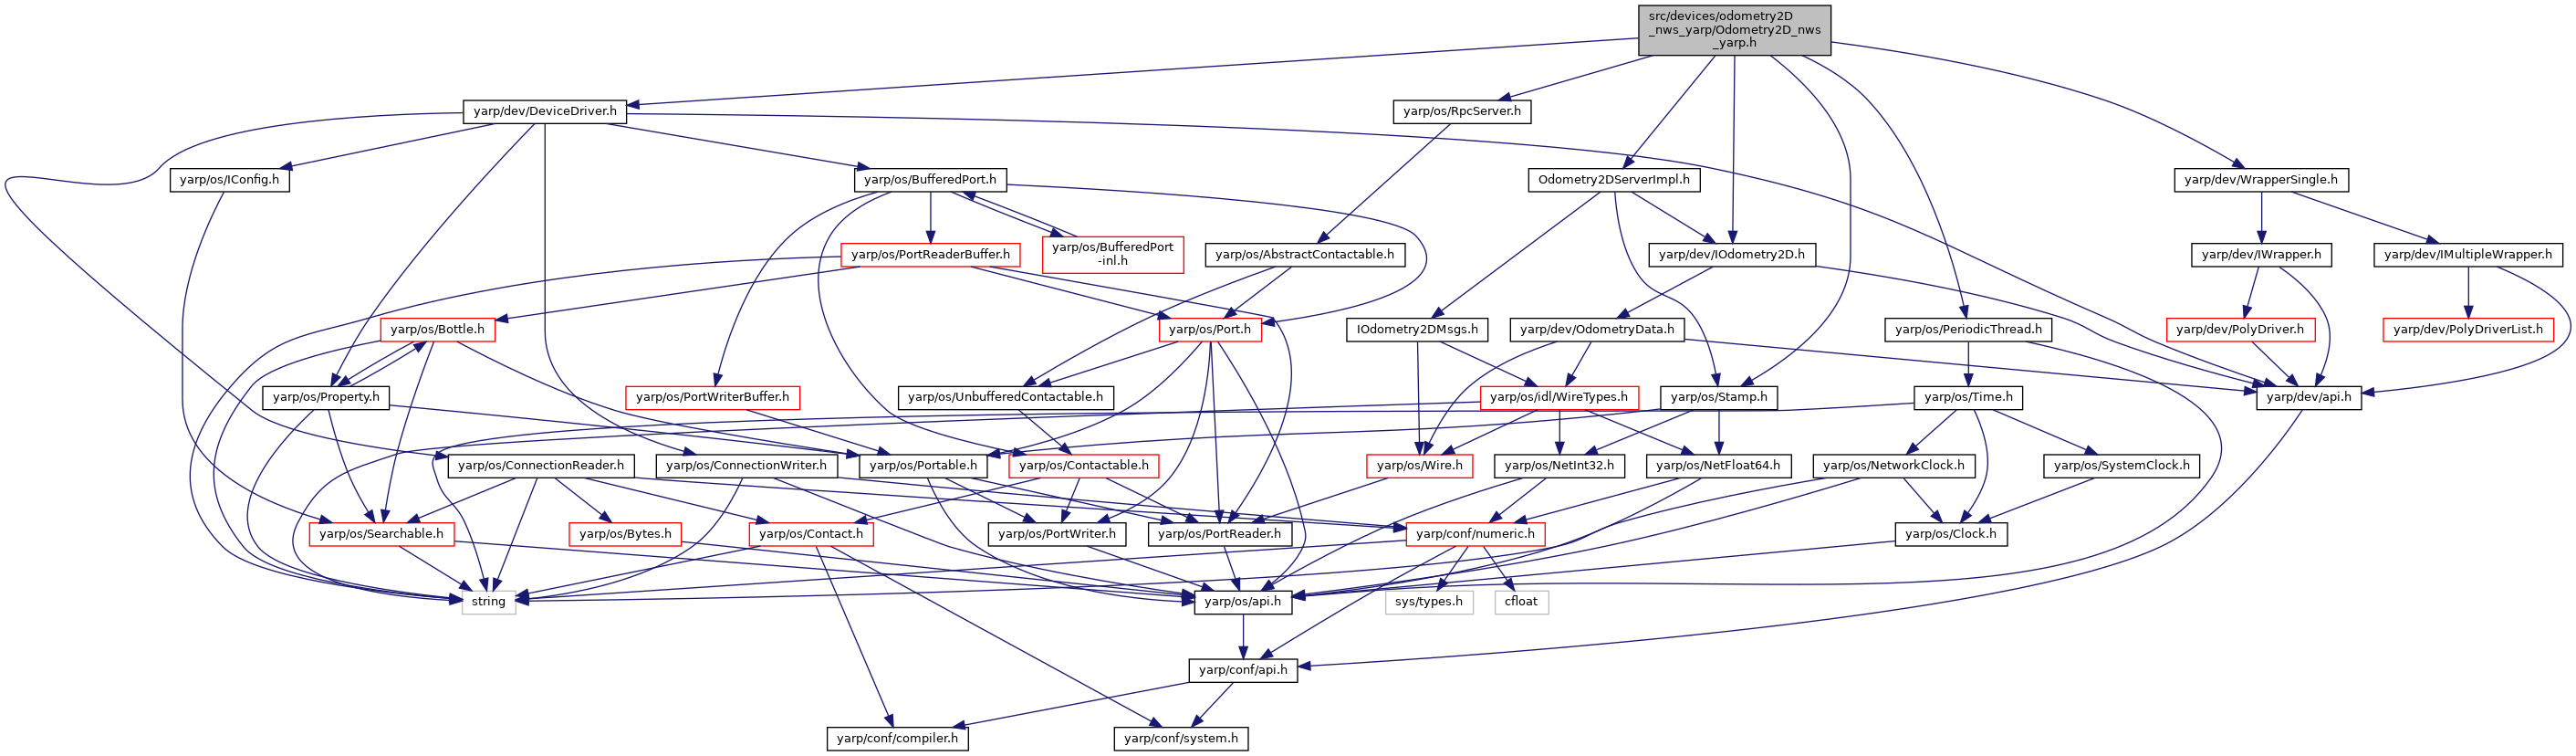 src/devices/odometry2D
_nws_yarp/Odometry2D_nws
_yarp.h
yarp/dev/DeviceDriver.h
yarp/os/RpcServer.h
yarp/os/IConfig.h
yarp/os/BufferedPort.h
Odometry2DServerImpl.h
yarp/dev/WrapperSingle.h
yarp/os/PortReaderBuffer.h
yarp/os/BufferedPort
-inl.h
yarp/os/AbstractContactable.h
yarp/dev/IOdometry2D.h
yarp/dev/IWrapper.h
yarp/dev/IMultipleWrapper.h
yarp/os/Bottle.h
yarp/os/Port.h
IOdometry2DMsgs.h
yarp/dev/OdometryData.h
yarp/os/PeriodicThread.h
yarp/dev/PolyDriver.h
yarp/dev/PolyDriverList.h
yarp/os/Property.h
yarp/os/PortWriterBuffer.h
yarp/os/UnbufferedContactable.h
yarp/os/idl/WireTypes.h
yarp/os/Stamp.h
yarp/os/Time.h
yarp/dev/api.h
yarp/os/ConnectionReader.h
yarp/os/ConnectionWriter.h
yarp/os/Portable.h
yarp/os/Contactable.h
yarp/os/Wire.h
yarp/os/NetInt32.h
yarp/os/NetFloat64.h
yarp/os/NetworkClock.h
yarp/os/SystemClock.h
yarp/os/Searchable.h
yarp/os/Bytes.h
yarp/os/Contact.h
yarp/os/PortWriter.h
yarp/os/PortReader.h
yarp/conf/numeric.h
yarp/os/Clock.h
string
yarp/os/api.h
sys/types.h
cfloat
yarp/conf/api.h
yarp/conf/compiler.h
yarp/conf/system.h